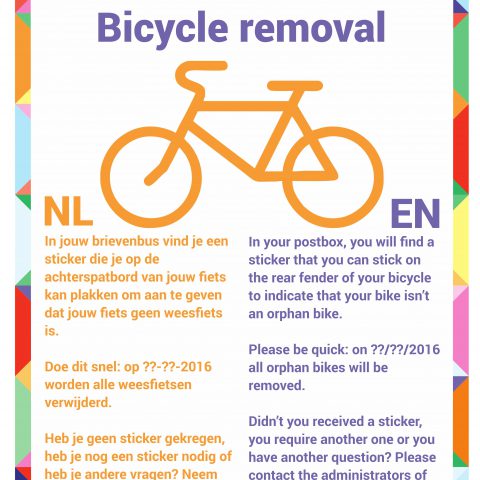 Bicycle removal
NL
In jouw brievenbus vind je een
sticker die je op de
achterspatbord van jouw fiets
kan plakken om aan te geven
dat jouw fiets geen weesfiets
is.
Doe dit snel: op ??-??-2016
worden alle weesfietsen
verwijderd.
Heb je geen sticker gekregen,
heb je nog een sticker nodig of
heb je andere vragen? Neem
EN
In your postbox, you will find a
sticker that you can stick on
the rear fender of your bicycle
to indicate that your bike isn't
an orphan bike.
Please be quick: on ??/??/2016
all orphan bikes will be
removed.
Didn't you received a sticker,
you require another one or you
have another question? Please
contact the administrators of